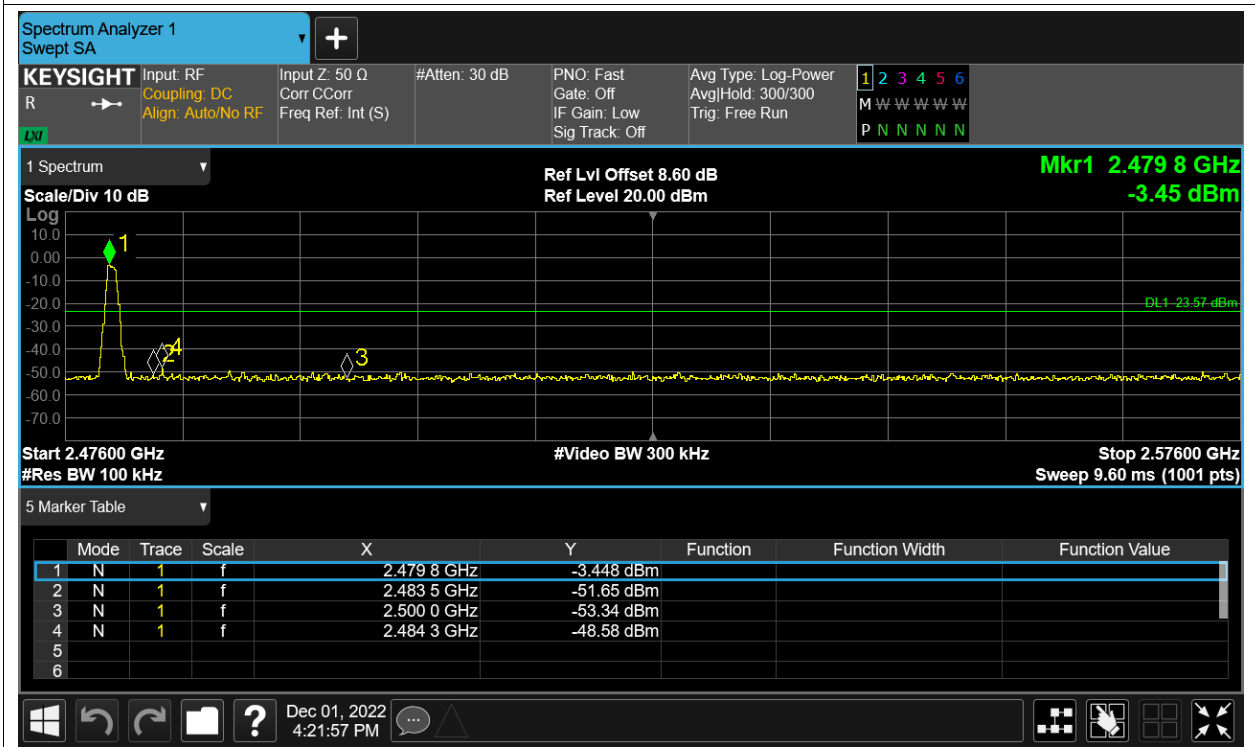 Spectrum Analyzer 1
Swept SA
KEYSIGHT
R
LXI
Input: RF
Coupling: DC
Align: Auto/No RF
Input Z: 50 Ω
Corr CCorr
Freq Ref: Int (S)
#Atten: 30 dB
PNO: Fast
Gate: Off
IF Gain: Low
Sig Track: Off
Avg Type: Log-Power
Avg|Hold: 300/300
Trig: Free Run
1 2 3 4 5 6
M W W W W W
P N N N N N
1 Spectrum
Scale/Div 10 dB
Ref Lvl Offset 8.60 dB
Ref Level 20.00 dBm
Mkr1 2.479 8 GHz
-3.45 dBm
Log
10.0
0.00
-10.0
-20.0
-30.0
-40.0
-50.0
-60.0
-70.0
1
2
4
3
DL1 23.57 dBm
Start 2.47600 GHz
#Video BW 300 kHz
Stop 2.57600 GHz
#Res BW 100 kHz
Sweep 9.60 ms (1001 pts)
5 Marker Table
Mode Trace Scale X Y Function Function Width Function Value
1 N 1 f 2.479 8 GHz -3.448 dBm
2 N 1 f 2.483 5 GHz -51.65 dBm
3 N 1 f 2.500 0 GHz -53.34 dBm
4 N 1 f 2.484 3 GHz -48.58 dBm
5
6
?
Dec 01, 2022
4:21:57 PM